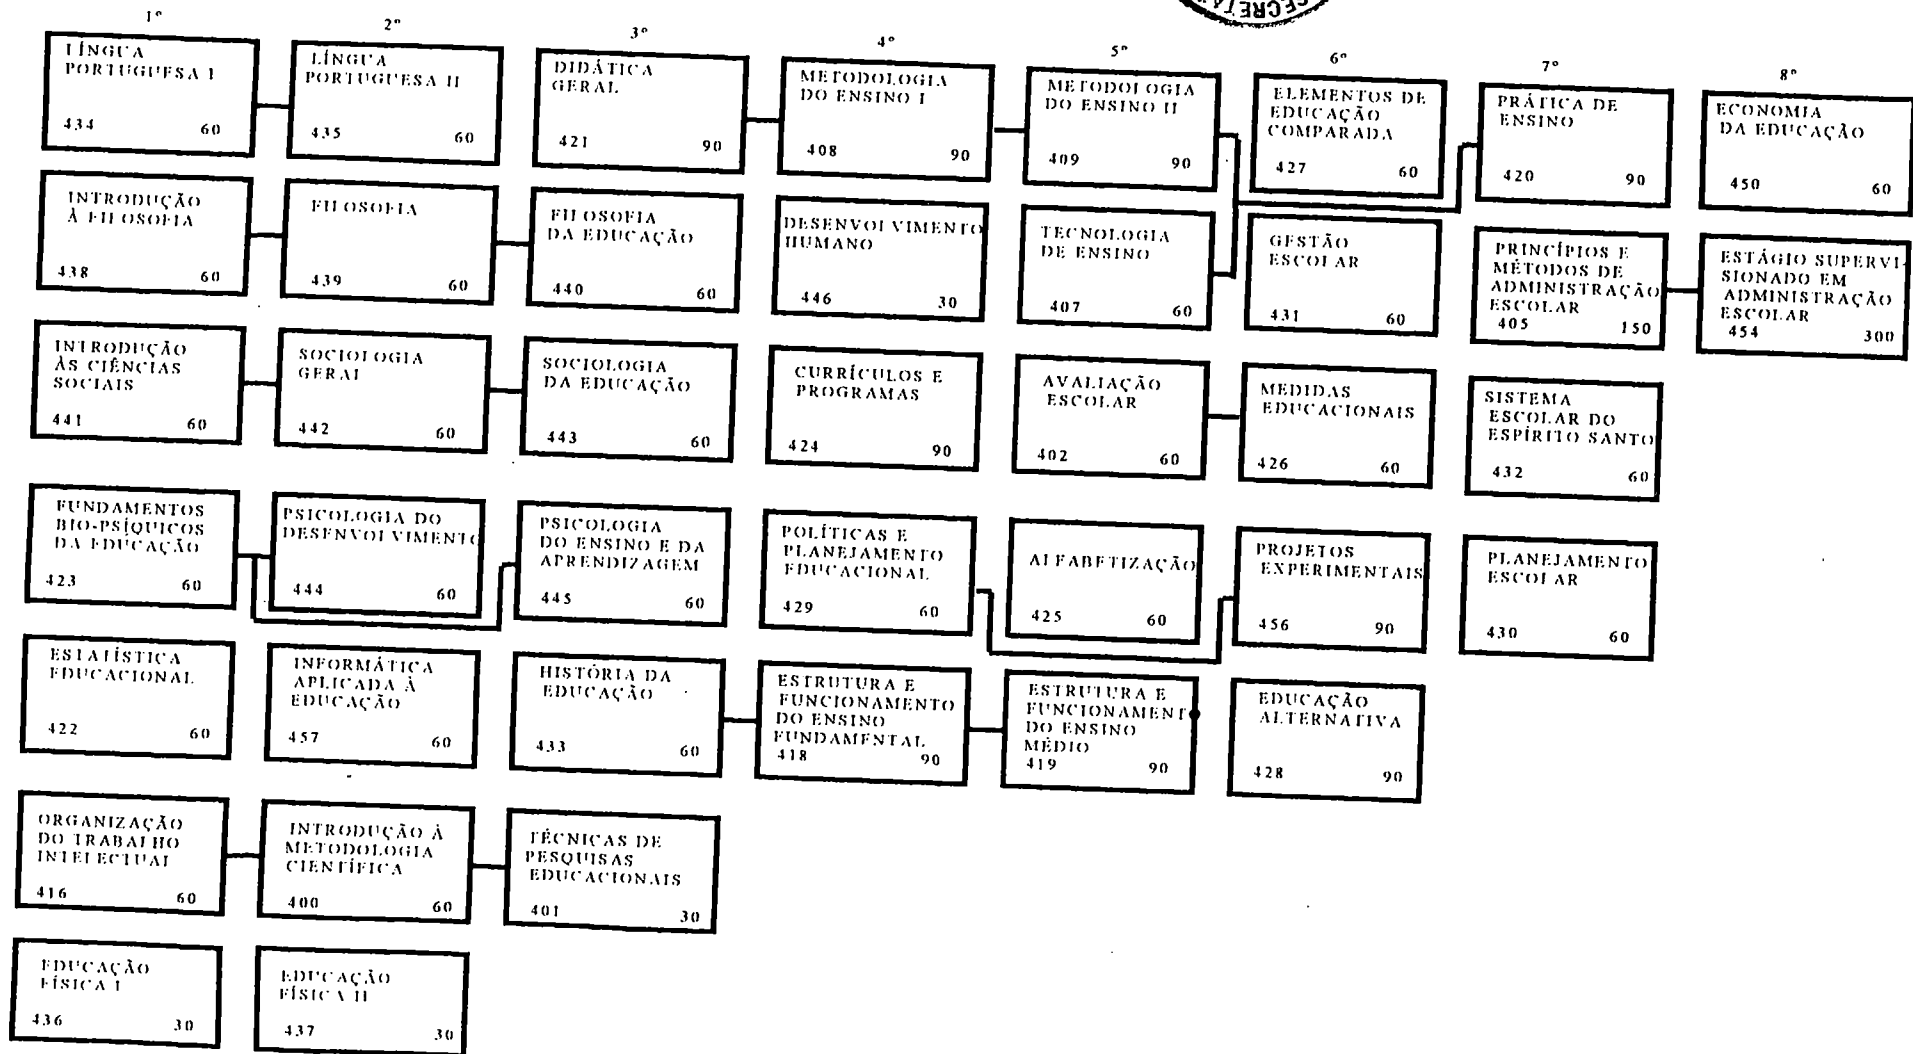 SECRETA
1º
2º
3º
4º
5º
6º
7º
8º
LÍNGUA
PORTUGUESA I
434 60
LÍNGUA
PORTUGUESA II
435 60
DIDÁTICA
GERAL
421 90
METODOLOGIA
DO ENSINO I
408 90
METODOLOGIA
DO ENSINO II
409 90
ELEMENTOS DE
EDUCAÇÃO
COMPARADA
427 60
PRÁTICA DE
ENSINO
420 90
ECONOMIA
DA EDUCAÇÃO
450 60
INTRODUÇÃO
À FILOSOFIA
438 60
FILOSOFIA
439 60
FILOSOFIA
DA EDUCAÇÃO
440 60
DESENVOLVIMENTO
HUMANO
446 30
TECNOLOGIA
DE ENSINO
407 60
GESTÃO
ESCOLAR
431 60
PRINCÍPIOS E
MÉTODOS DE
ADMINISTRAÇÃO
ESCOLAR
405 150
ESTÁGIO SUPERVI-
SIONADO EM
ADMINISTRAÇÃO
ESCOLAR
454 300
INTRODUÇÃO
ÀS CIÊNCIAS
SOCIAIS
441 60
SOCIOLOGIA
GERAL
442 60
SOCIOLOGIA
DA EDUCAÇÃO
443 60
CURRÍCULOS E
PROGRAMAS
424 90
AVALIAÇÃO
ESCOLAR
402 60
MEDIDAS
EDUCACIONAIS
426 60
SISTEMA
ESCOLAR DO
ESPÍRITO SANTO
432 60
FUNDAMENTOS
BIO-PSÍQUICOS
DA EDUCAÇÃO
423 60
PSICOLOGIA DO
DESENVOLVIMENTO
444 60
PSICOLOGIA
DO ENSINO E DA
APRENDIZAGEM
445 60
POLÍTICAS E
PLANEJAMENTO
EDUCACIONAL
429 60
ALFABETIZAÇÃO
425 60
PROJETOS
EXPERIMENTAIS
456 90
PLANEJAMENTO
ESCOLAR
430 60
ESTATÍSTICA
EDUCACIONAL
422 60
INFORMÁTICA
APLICADA À
EDUCAÇÃO
457 60
HISTÓRIA DA
EDUCAÇÃO
433 60
ESTRUTURA E
FUNCIONAMENTO
DO ENSINO
FUNDAMENTAL
418 90
ESTRUTURA E
FUNCIONAMENT
DO ENSINO
MÉDIO
419 90
EDUCAÇÃO
ALTERNATIVA
428 90
ORGANIZAÇÃO
DO TRABALHO
INTELECTUAL
416 60
INTRODUÇÃO À
METODOLOGIA
CIENTÍFICA
400 60
TÉCNICAS DE
PESQUISAS
EDUCACIONAIS
401 30
EDUCAÇÃO
FÍSICA I
436 30
EDUCAÇÃO
FÍSICA II
437 30